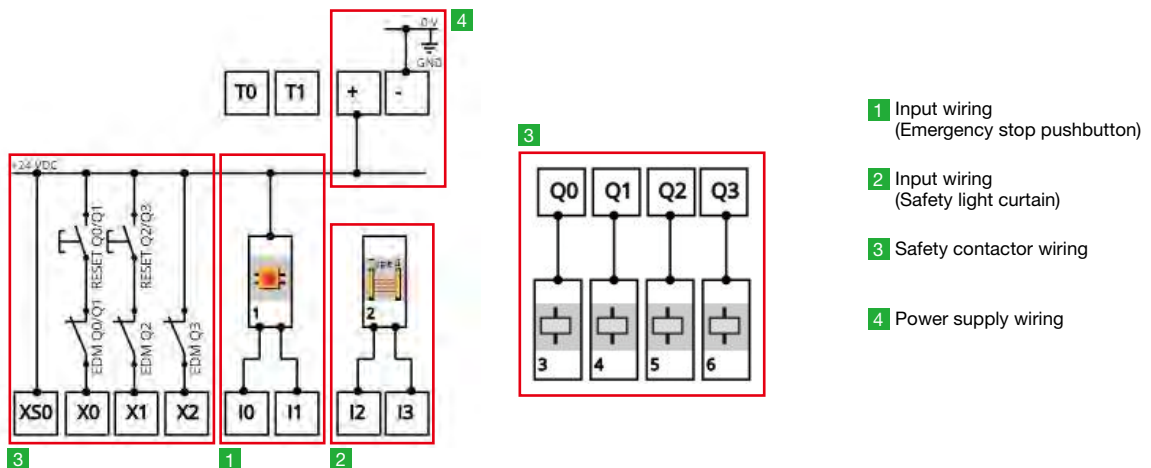 4
0 V
GND
T0 T1 + -
+24 VDC
RESET Q0/Q1
RESET Q2/Q3
EDM Q0/Q1
EDM Q2
EDM Q3
1
Type 4
2
XS0 X0 X1 X2 I0 I1 I2 I3
3
1
2
3
Q0 Q1 Q2 Q3
3 4 5 6
1 Input wiring
(Emergency stop pushbutton)
2 Input wiring
(Safety light curtain)
3 Safety contactor wiring
4 Power supply wiring